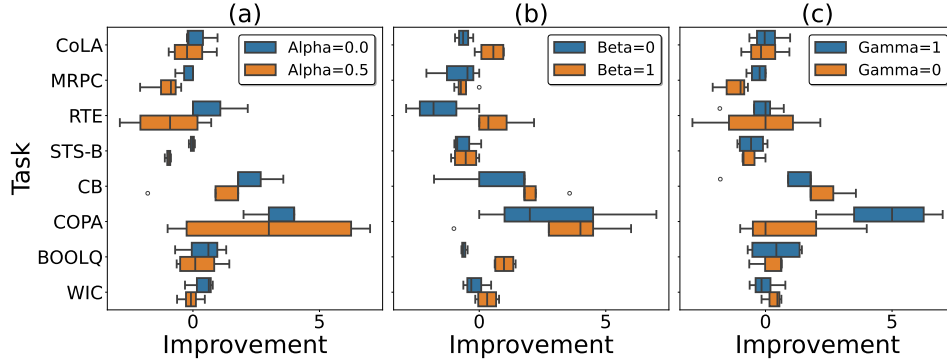 (a) (b) (c)
Task
CoLA
MRPC
RTE
STS-B
CB
COPA
BOOLQ
WIC
Alpha=0.0
Alpha=0.5
Beta=0
Beta=1
Gamma=1
Gamma=0
0 5 0 5 0 5
Improvement Improvement Improvement